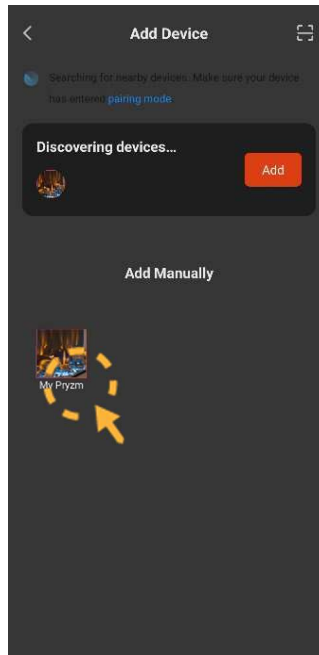 Add Device
Searching for nearby devices. Make sure your device
has entered pairing mode.
Discovering devices...
Add
Add Manually
My Pryzm